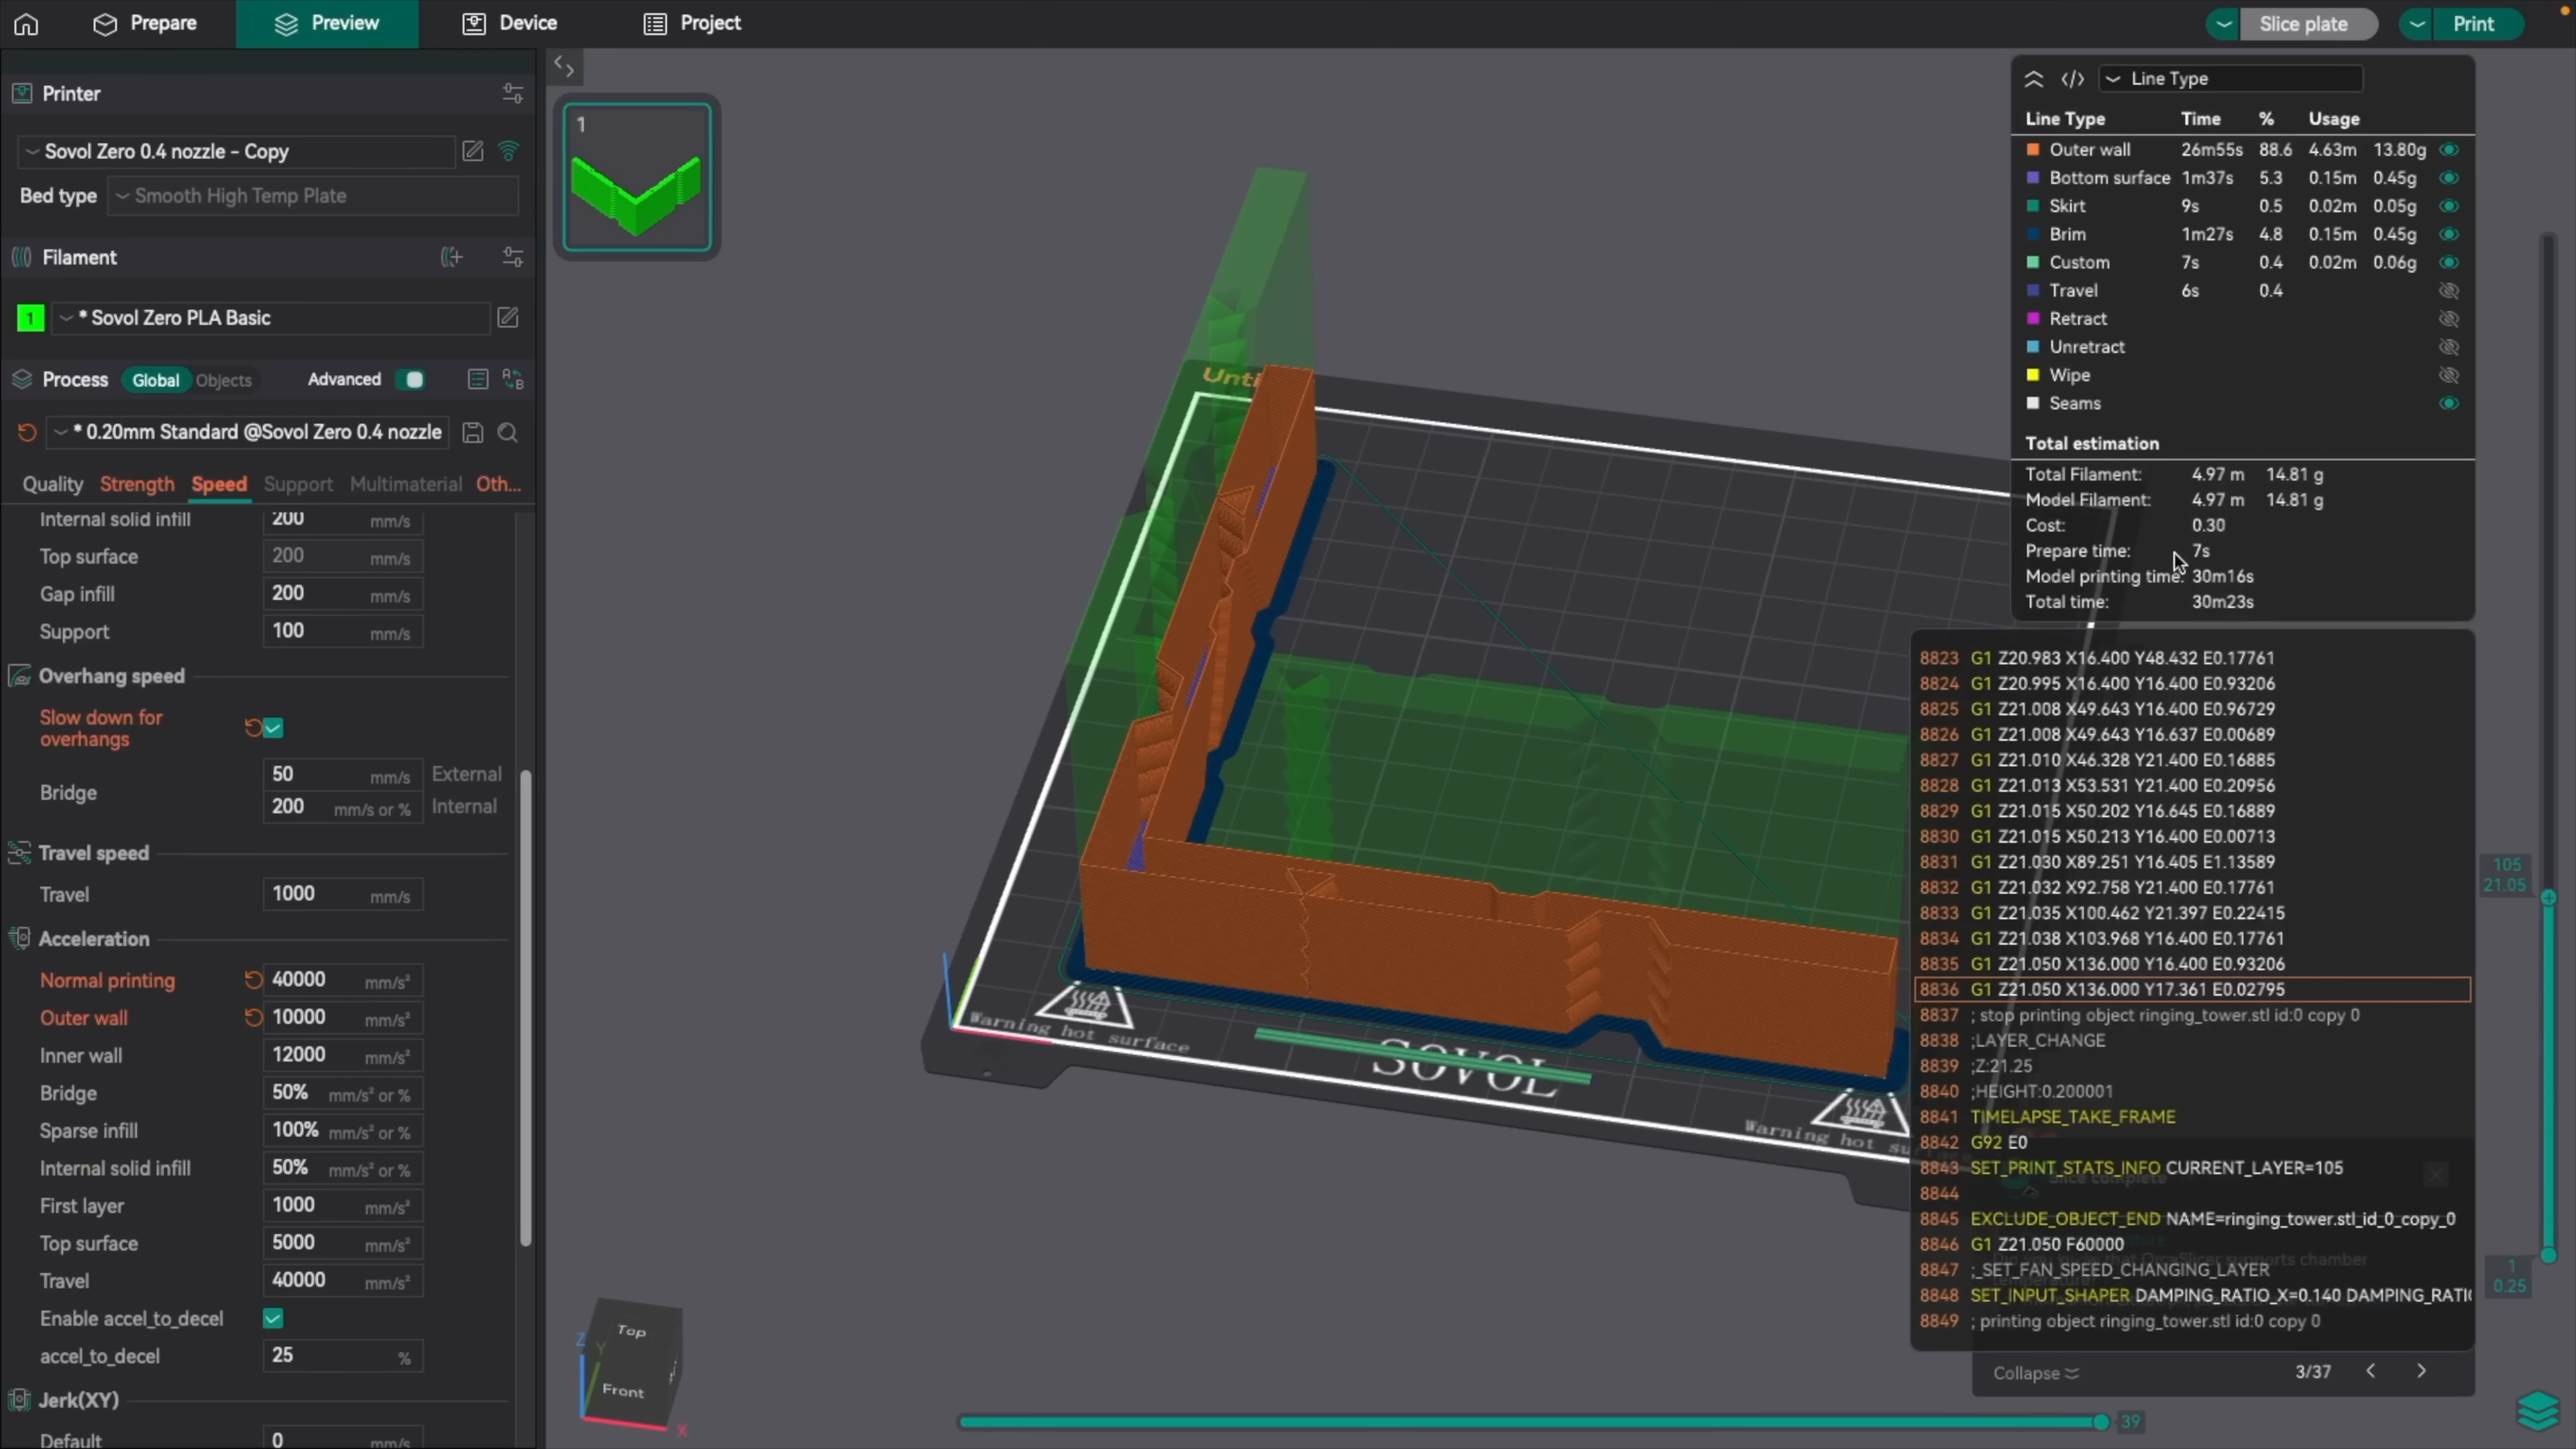 Prepare
Preview
Device
Project
Slice plate
Print
Printer
Sovol Zero 0.4 nozzle - Copy
Bed type Smooth High Temp Plate
Filament
1 * Sovol Zero PLA Basic
Process Global Objects Advanced
* 0.20mm Standard @Sovol Zero 0.4 nozzle
Quality Strength Speed Support Multimaterial Oth...
Internal solid infill 200 mm/s
Top surface 200 mm/s
Gap infill 200 mm/s
Support 100 mm/s
Overhang speed
Slow down for
overhangs
Bridge
50 mm/s External
200 mm/s or % Internal
Travel speed
Travel 1000 mm/s
Acceleration
Normal printing 40000 mm/s²
Outer wall 10000 mm/s²
Inner wall 12000 mm/s²
Bridge 50% mm/s² or %
Sparse infill 100% mm/s² or %
Internal solid infill 50% mm/s² or %
First layer 1000 mm/s²
Top surface 5000 mm/s²
Travel 40000 mm/s²
Enable accel_to_decel
accel_to_decel 25 %
Jerk(XY)
Default 0 mm/s
1
Unti
Warning hot surface
SOVOL
Warning hot su
Top
Front
Z
Y
X
39
Line Type
Line Type Time % Usage
Outer wall 26m55s 88.6 4.63m 13.80g
Bottom surface 1m37s 5.3 0.15m 0.45g
Skirt 9s 0.5 0.02m 0.05g
Brim 1m27s 4.8 0.15m 0.45g
Custom 7s 0.4 0.02m 0.06g
Travel 6s 0.4
Retract
Unretract
Wipe
Seams
Total estimation
Total Filament: 4.97 m 14.81 g
Model Filament: 4.97 m 14.81 g
Cost: 0.30
Prepare time: 7s
Model printing time: 30m16s
Total time: 30m23s
8823 G1 Z20.983 X16.400 Y48.432 E0.17761
8824 G1 Z20.995 X16.400 Y16.400 E0.93206
8825 G1 Z21.008 X49.643 Y16.400 E0.96729
8826 G1 Z21.008 X49.643 Y16.637 E0.00689
8827 G1 Z21.010 X46.328 Y21.400 E0.16885
8828 G1 Z21.013 X53.531 Y21.400 E0.20956
8829 G1 Z21.015 X50.202 Y16.645 E0.16889
8830 G1 Z21.015 X50.213 Y16.400 E0.00713
8831 G1 Z21.030 X89.251 Y16.405 E1.13589
8832 G1 Z21.032 X92.758 Y21.400 E0.17761
8833 G1 Z21.035 X100.462 Y21.397 E0.22415
8834 G1 Z21.038 X103.968 Y16.400 E0.17761
8835 G1 Z21.050 X136.000 Y16.400 E0.93206
8836 G1 Z21.050 X136.000 Y17.361 E0.02795
8837 ; stop printing object ringing_tower.stl id:0 copy 0
8838 ;LAYER_CHANGE
8839 ;Z:21.25
8840 ;HEIGHT:0.200001
8841 TIMELAPSE_TAKE_FRAME
8842 G92 E0
8843 SET_PRINT_STATS_INFO CURRENT_LAYER=105
Slice complete
8844
8845 EXCLUDE_OBJECT_END NAME=ringing_tower.stl_id_0_copy_0
8846 G1 Z21.050 F60000
8847 ;_SET_FAN_SPEED_CHANGING_LAYER
8848 SET_INPUT_SHAPER DAMPING_RATIO_X=0.140 DAMPING_RATI
8849 ; printing object ringing_tower.stl id:0 copy 0
Collapse
3/37
105
21.05
1
0.25